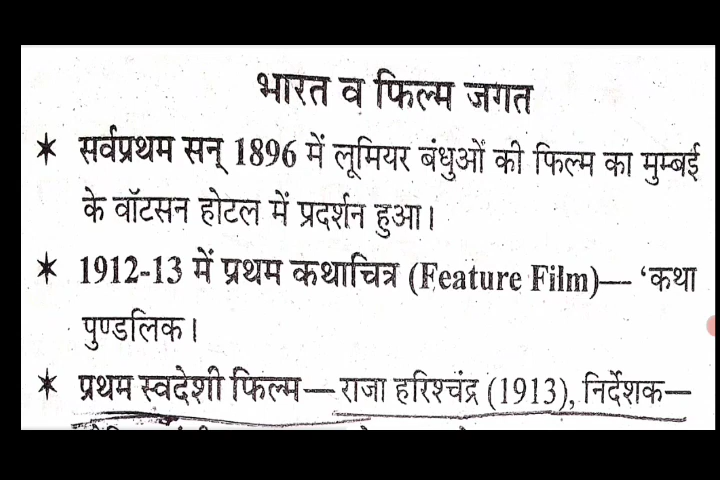 भारत व फिल्म जगत
✶ सर्वप्रथम सन् 1896 में लूमियर बंधुओं की फिल्म का मुम्बई
के वॉटसन होटल में प्रदर्शन हुआ।
✶ 1912-13 में प्रथम कथाचित्र (Feature Film)— ‘कथा
पुण्डलिक।
✶ प्रथम स्वदेशी फिल्म—राजा हरिश्चंद्र (1913), निर्देशक—